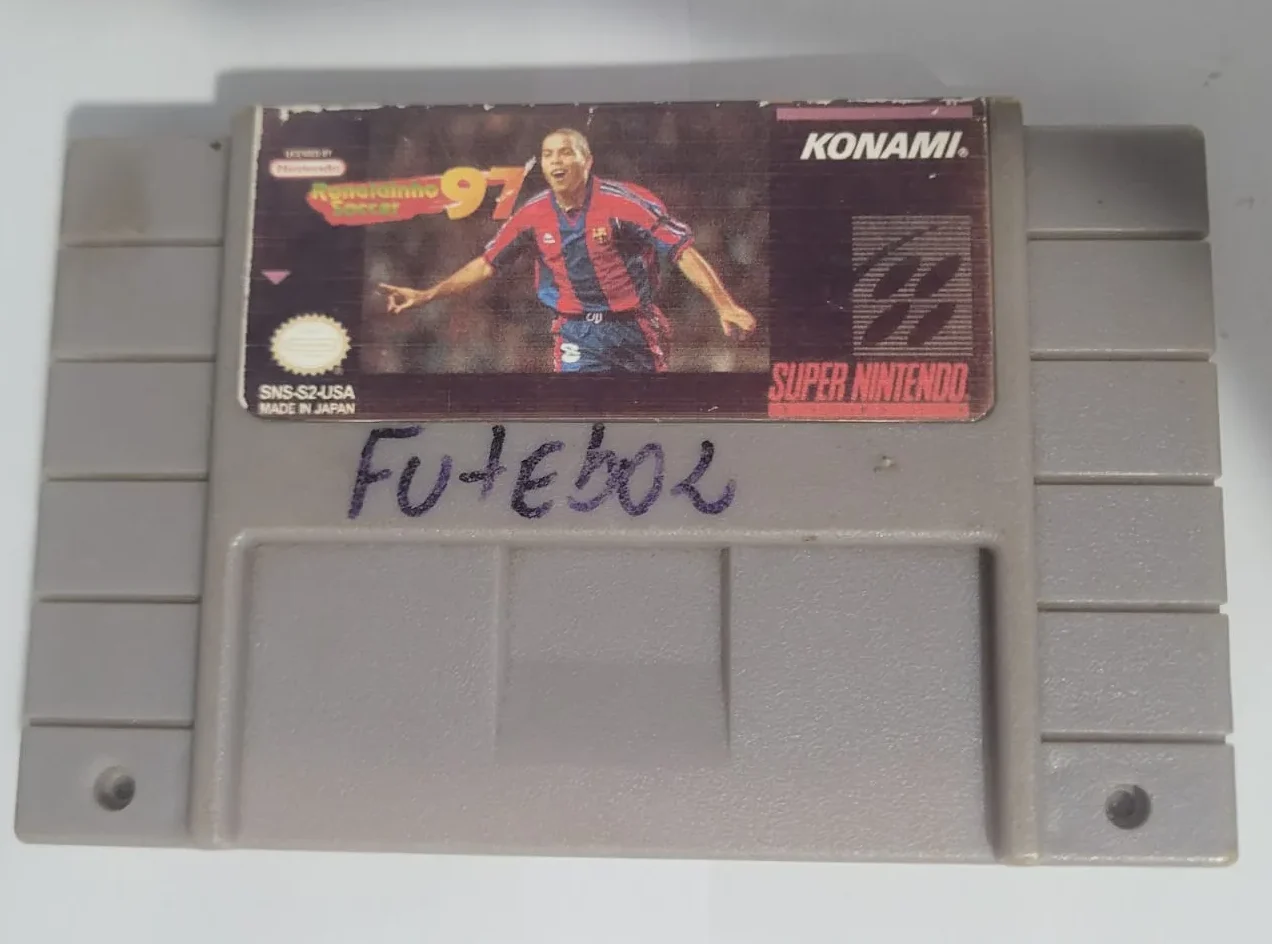 LICENSED BY
Nintendo
Ronaldinho 97
Soccer
KONAMI®
SNS-S2-USA
MADE IN JAPAN
SUPER NINTENDO
FUtEbOL